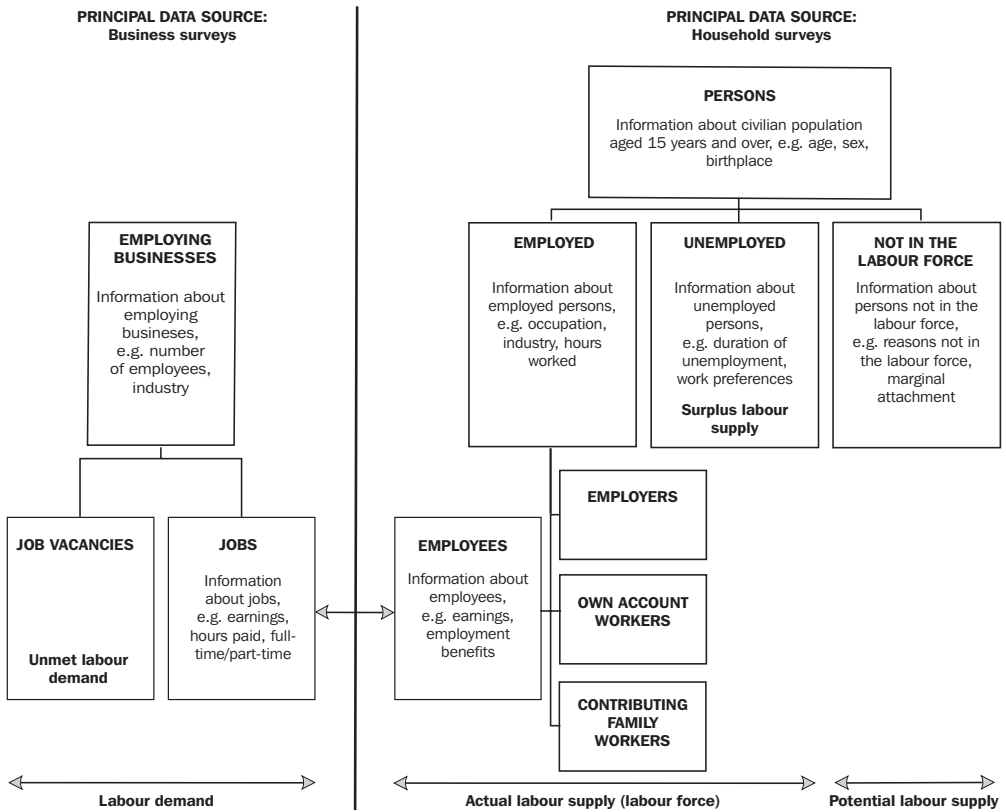 PRINCIPAL DATA SOURCE:
Business surveys
PRINCIPAL DATA SOURCE:
Household surveys
PERSONS
Information about civilian population
aged 15 years and over, e.g. age, sex,
birthplace
EMPLOYING
BUSINESSES
Information about
employing
busineses,
e.g. number
of employees,
industry
EMPLOYED
Information about
employed persons,
e.g. occupation,
industry, hours
worked
UNEMPLOYED
Information about
unemployed
persons,
e.g. duration of
unemployment,
work preferences
Surplus labour
supply
NOT IN THE
LABOUR FORCE
Information about
persons not in the
labour force,
e.g. reasons not in
the labour force,
marginal
attachment
JOB VACANCIES
Unmet labour
demand
JOBS
Information
about jobs,
e.g. earnings,
hours paid, full-
time/part-time
EMPLOYEES
Information about
employees,
e.g. earnings,
employment
benefits
EMPLOYERS
OWN ACCOUNT
WORKERS
CONTRIBUTING
FAMILY
WORKERS
Labour demand
Actual labour supply (labour force)
Potential labour supply